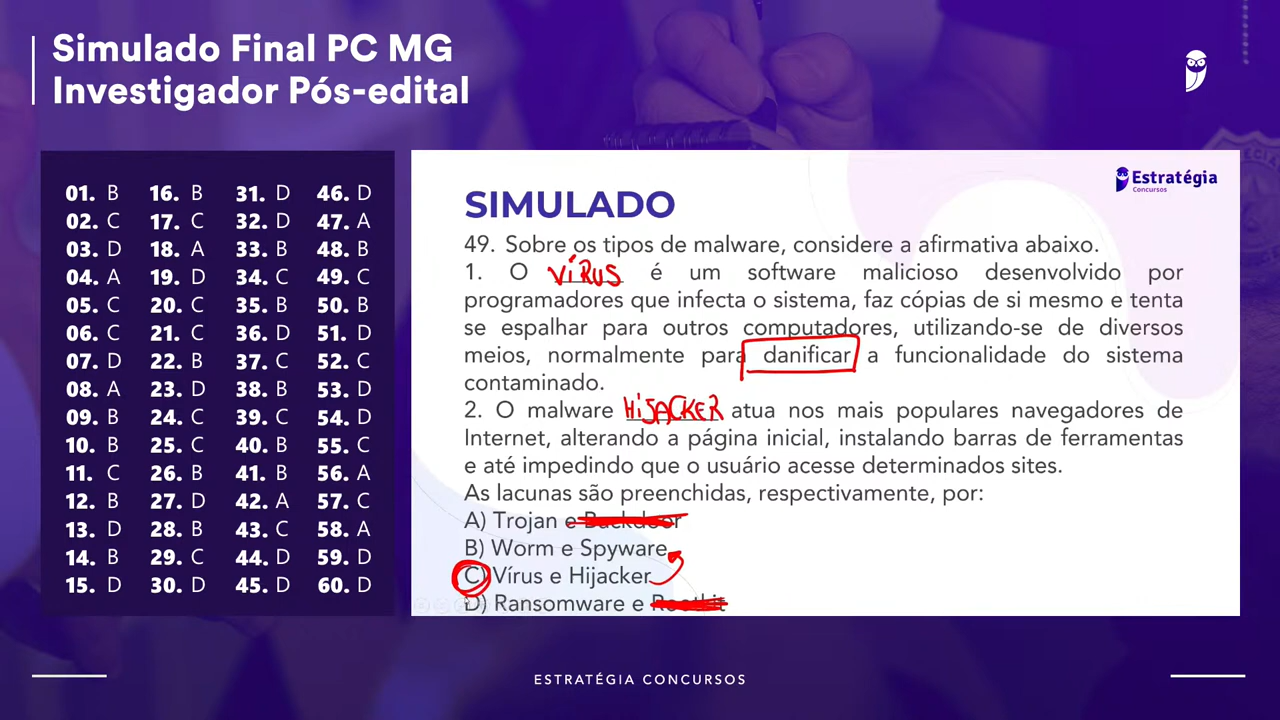 Simulado Final PC MG
Investigador Pós-edital
01. B 16. B 31. D 46. D
02. C 17. C 32. D 47. A
03. D 18. A 33. B 48. B
04. A 19. D 34. C 49. C
05. C 20. C 35. B 50. B
06. C 21. C 36. D 51. D
07. D 22. B 37. C 52. C
08. A 23. D 38. B 53. D
09. B 24. C 39. C 54. D
10. B 25. C 40. B 55. C
11. C 26. B 41. B 56. A
12. B 27. D 42. A 57. C
13. D 28. B 43. C 58. A
14. B 29. C 44. D 59. D
15. D 30. D 45. D 60. D
Estratégia
Concursos
SIMULADO
49. Sobre os tipos de malware, considere a afirmativa abaixo.
1. O VÍRUS é um software malicioso desenvolvido por
programadores que infecta o sistema, faz cópias de si mesmo e tenta
se espalhar para outros computadores, utilizando-se de diversos
meios, normalmente para danificar a funcionalidade do sistema
contaminado.
2. O malware HiJACKER atua nos mais populares navegadores de
Internet, alterando a página inicial, instalando barras de ferramentas
e até impedindo que o usuário acesse determinados sites.
As lacunas são preenchidas, respectivamente, por:
A) Trojan e Backdoor
B) Worm e Spyware
C) Vírus e Hijacker
D) Ransomware e Rootkit
ESTRATÉGIA CONCURSOS